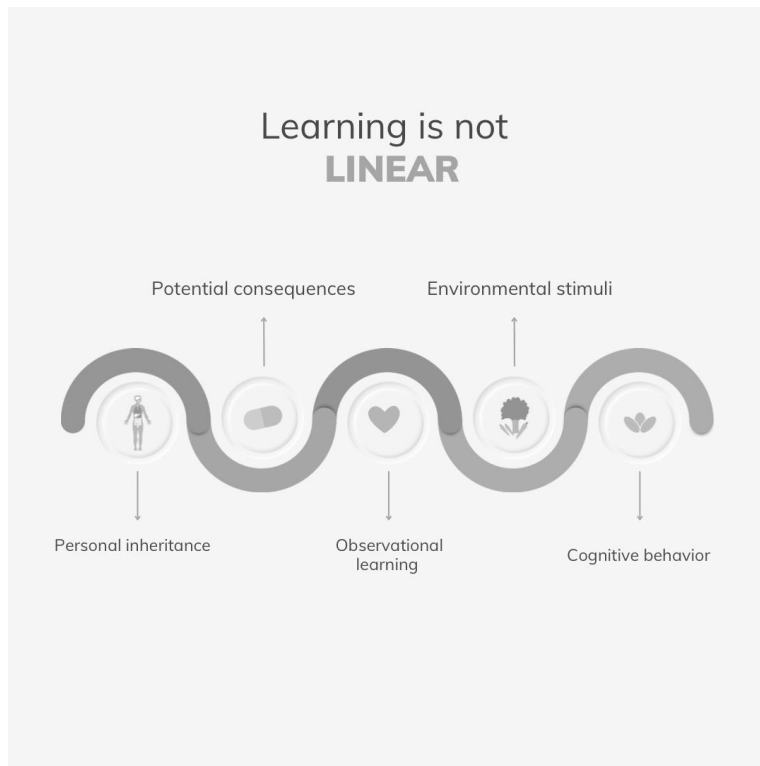 Learning is not
LINEAR
Potential consequences
Environmental stimuli
Personal inheritance
Observational
learning
Cognitive behavior